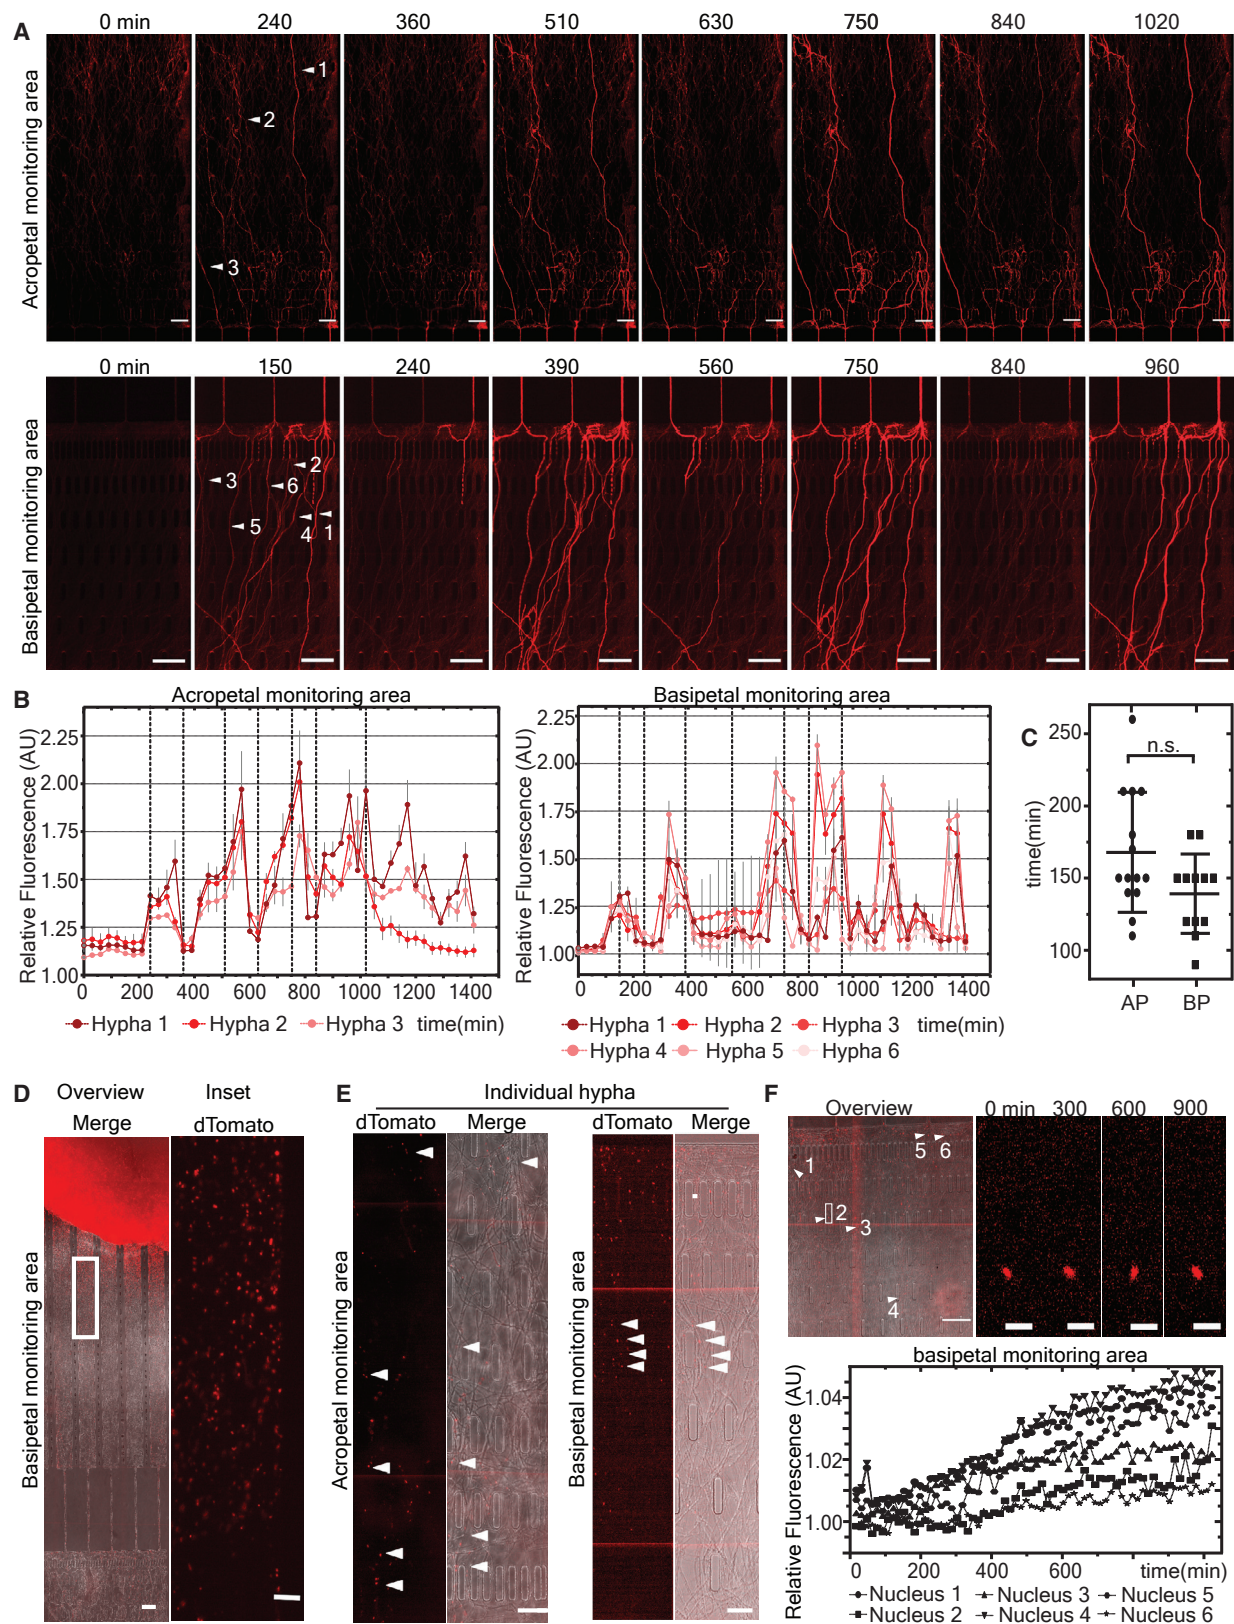 A
0 min 240 360 510 630 750 840 1020
Acropetal monitoring area
1
2
3
0 min 150 240 390 560 750 840 960
Basipetal monitoring area
2
3
6
5
4 1
B
Acropetal monitoring area
Relative Fluorescence (AU)
2.25
2.00
1.75
1.50
1.25
1.00
0 200 400 600 800 1000 1400
Hypha 1 Hypha 2 Hypha 3 time(min)
Basipetal monitoring area
Relative Fluorescence (AU)
2.25
2.00
1.75
1.50
1.25
1.00
0 200 400 600 800 1000 1400
Hypha 1 Hypha 2 Hypha 3 time(min)
Hypha 4 Hypha 5 Hypha 6
C
n.s.
time(min)
250
200
150
100
AP BP
D
Overview Inset
Merge dTomato
Basipetal monitoring area
E
Individual hypha
dTomato Merge dTomato Merge
Acropetal monitoring area
Basipetal monitoring area
F
Overview 0 min 300 600 900
1
5 6
2
3
4
basipetal monitoring area
Relative Fluorescence (AU)
1.04
1.02
1.00
0 200 400 600 time(min)
Nucleus 1 Nucleus 3 Nucleus 5
Nucleus 2 Nucleus 4 Nucleus 6